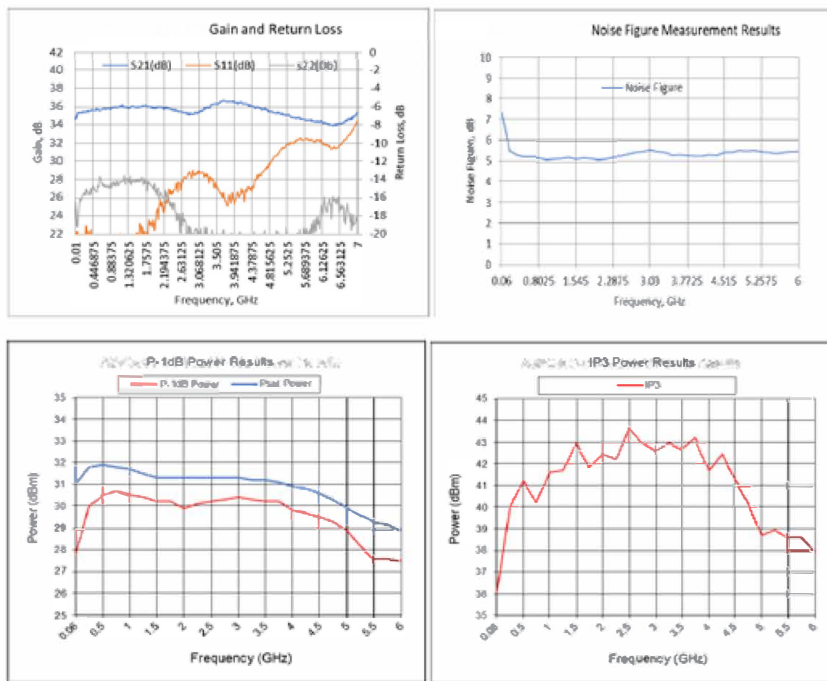 Gain and Return Loss
S21(dB) S11(dB) s22(Db)
42
40
38
36
34
32
30
28
26
24
22
Gain, dB
0
-2
-4
-6
-8
-10
-12
-14
-16
-18
-20
Return Loss, dB
0.01 0.446875 0.88375 1.320625 1.7575 2.194375 2.63125 3.068125 3.505 3.941875 4.37875 4.815625 5.2525 5.689375 6.12625 6.563125 7
Frequency, GHz
Noise Figure Measurement Results
Noise Figure
10
9
8
7
6
5
4
3
2
1
0
Noise Figure, dB
0.06 0.8025 1.545 2.2875 3.03 3.7725 4.515 5.2575 6
Frequency, GHz
P-1dB Power Results
P-1dB Power Psat Power
35
34
33
32
31
30
29
28
27
26
25
Power (dBm)
0.06 0.5 1 1.5 2 2.5 3 3.5 4 4.5 5 5.5 6
Frequency (GHz)
IP3 Power Results
IP3
45
44
43
42
41
40
39
38
37
36
35
Power (dBm)
0.06 0.5 1 1.5 2 2.5 3 3.5 4 4.5 5 5.5 6
Frequency (GHz)